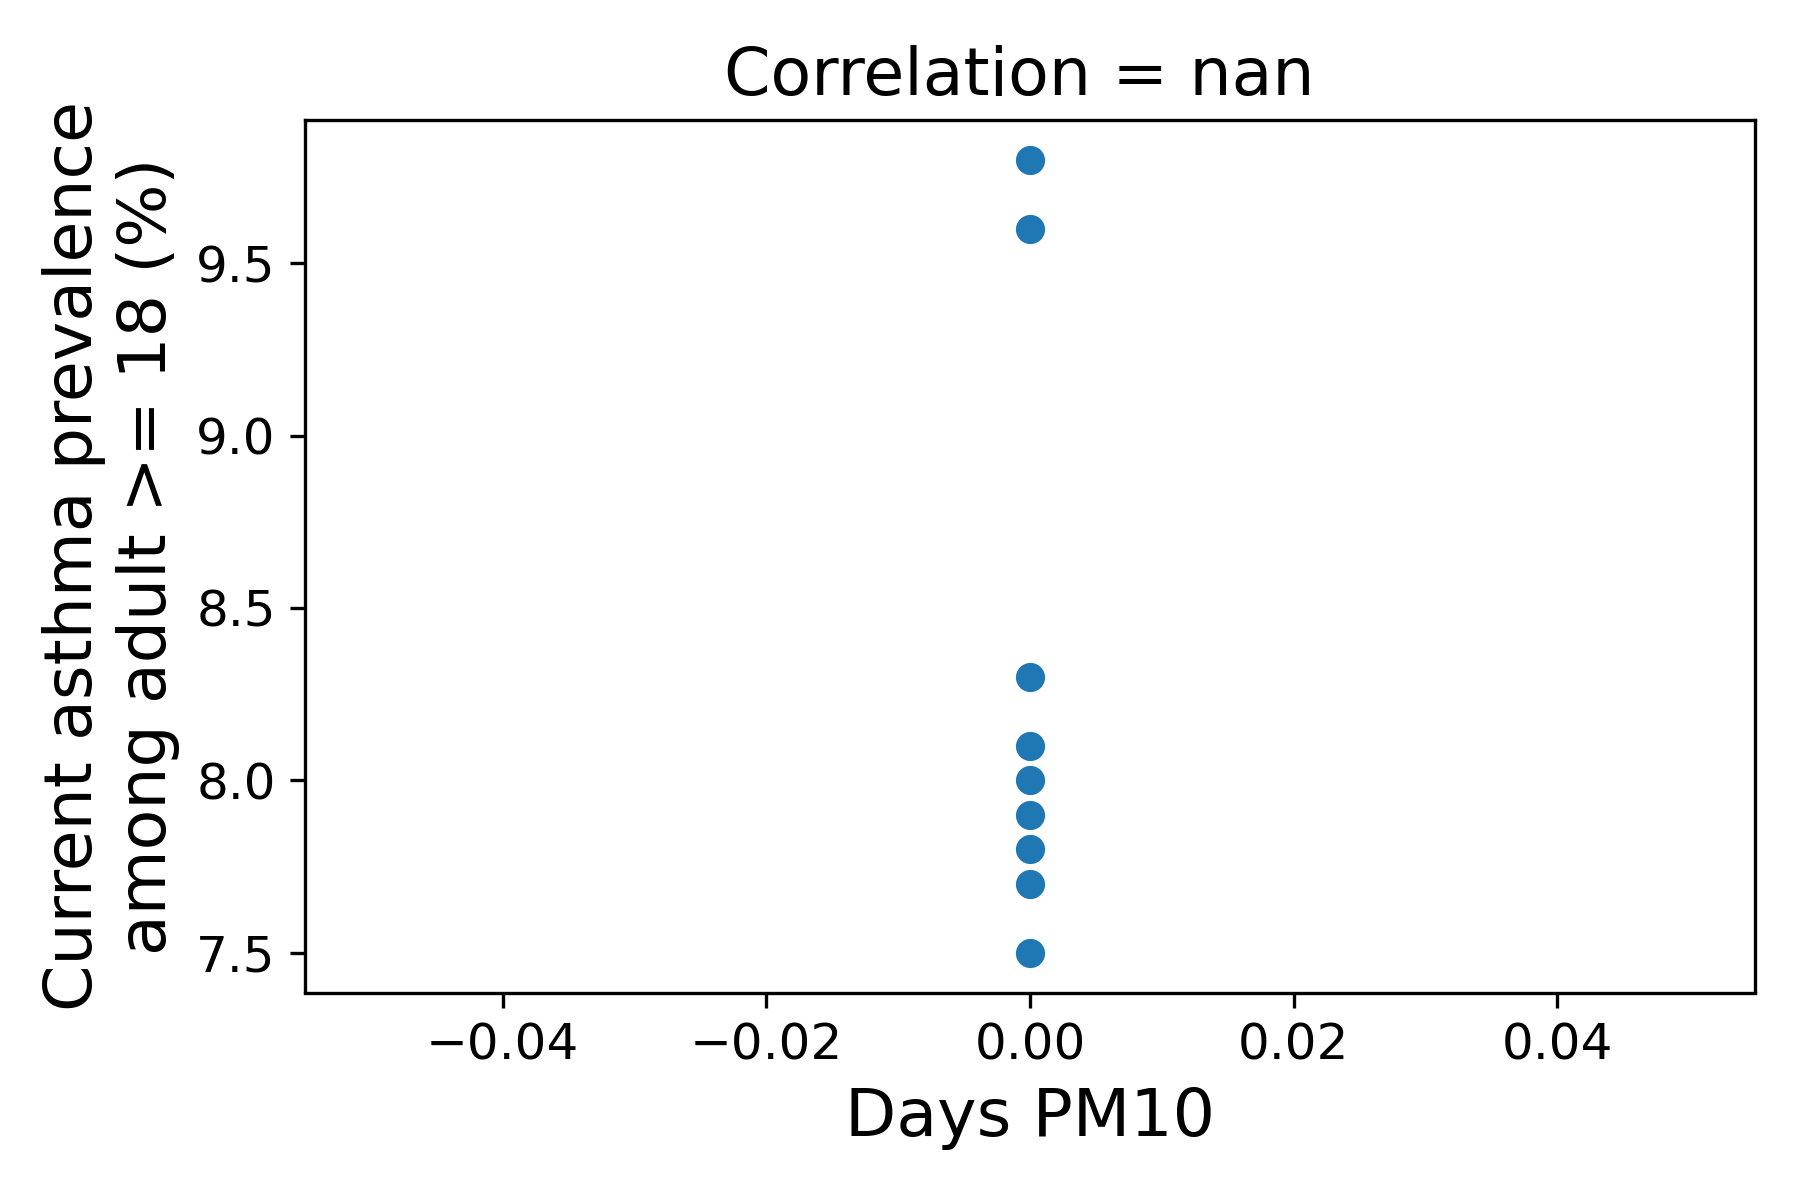 Correlation = nan
Current asthma prevalence
among adult >= 18 (%)
9.5
9.0
8.5
8.0
7.5
−0.04 −0.02 0.00 0.02 0.04
Days PM10